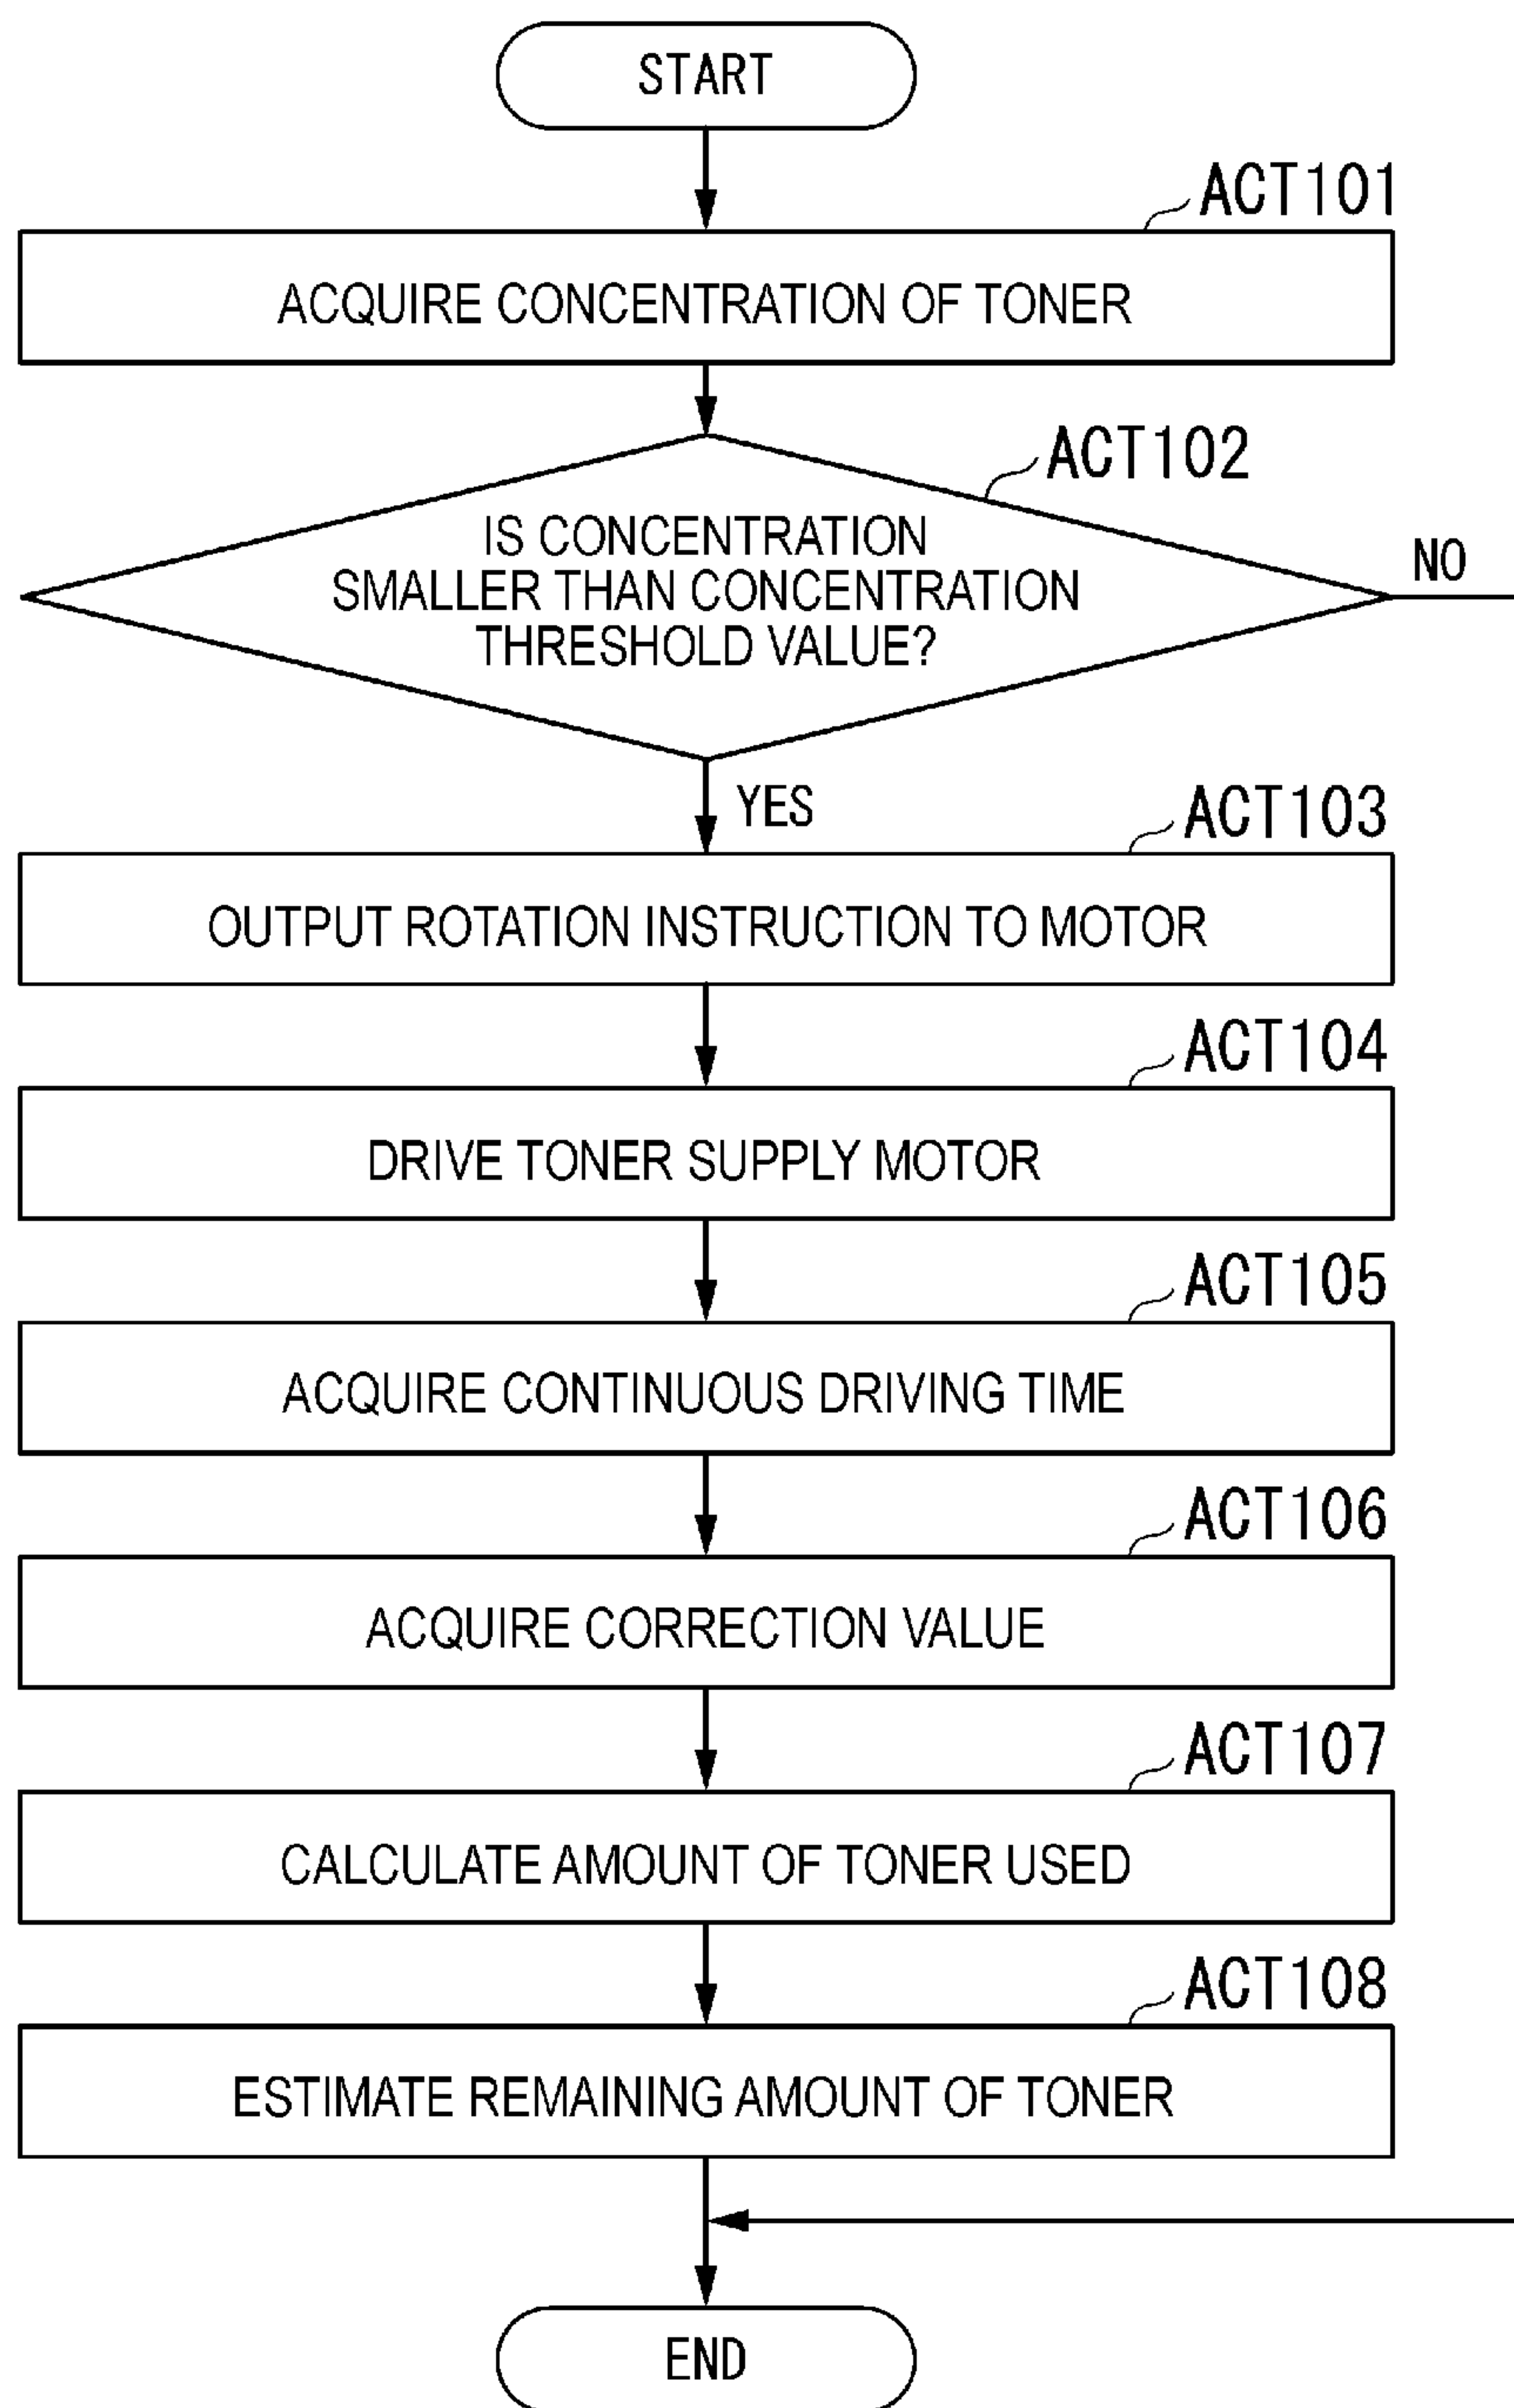 START
ACT101
ACQUIRE CONCENTRATION OF TONER
ACT102
IS CONCENTRATION
SMALLER THAN CONCENTRATION
THRESHOLD VALUE?
NO
YES
ACT103
OUTPUT ROTATION INSTRUCTION TO MOTOR
ACT104
DRIVE TONER SUPPLY MOTOR
ACT105
ACQUIRE CONTINUOUS DRIVING TIME
ACT106
ACQUIRE CORRECTION VALUE
ACT107
CALCULATE AMOUNT OF TONER USED
ACT108
ESTIMATE REMAINING AMOUNT OF TONER
END